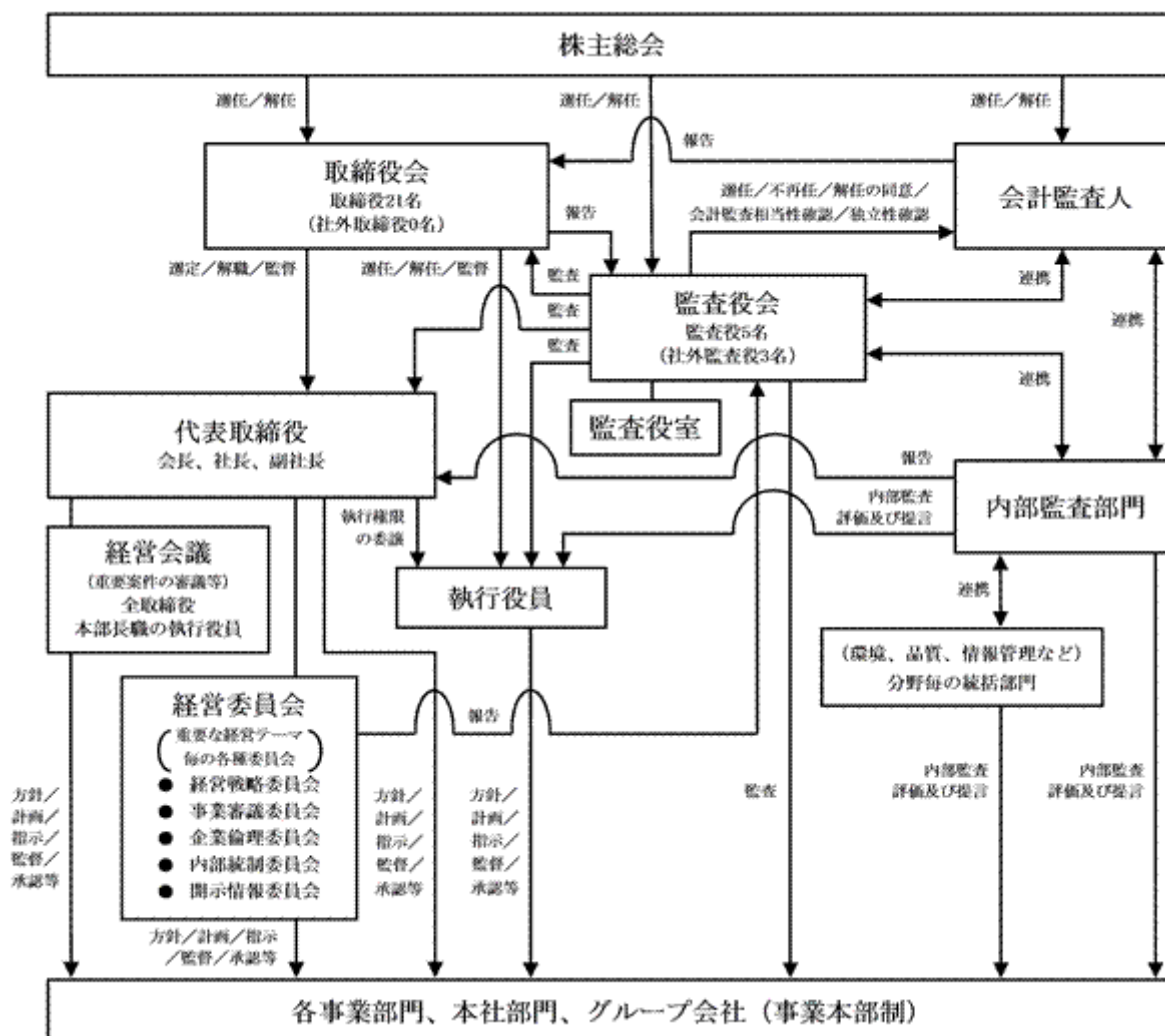 株主総会
選任／解任
選任／解任
選任／解任
報告
取締役会
取締役21名
（社外取締役0名）
会計監査人
選任／不再任／解任の同意／
会計監査相当性確認／独立性確認
報告
選定／解職／監督
選任／解任／監督
監査
監査
監査
監査役会
監査役5名
（社外監査役3名）
連携
連携
連携
監査役室
代表取締役
会長、社長、副社長
報告
内部監査
評価及び提言
内部監査部門
執行権限
の委譲
経営会議
（重要案件の審議等）
全取締役
本部長職の執行役員
執行役員
連携
（環境、品質、情報管理など）
分野毎の統括部門
経営委員会
（重要な経営テーマ
毎の各種委員会）
● 経営戦略委員会
● 事業審議委員会
● 企業倫理委員会
● 内部統制委員会
● 開示情報委員会
報告
方針／
計画／
指示／
監督／
承認等
方針／
計画／
指示／
監督／
承認等
方針／
計画／
指示／
監督／
承認等
監査
内部監査
評価及び提言
内部監査
評価及び提言
方針／計画／指示
／監督／承認等
各事業部門、本社部門、グループ会社（事業本部制）